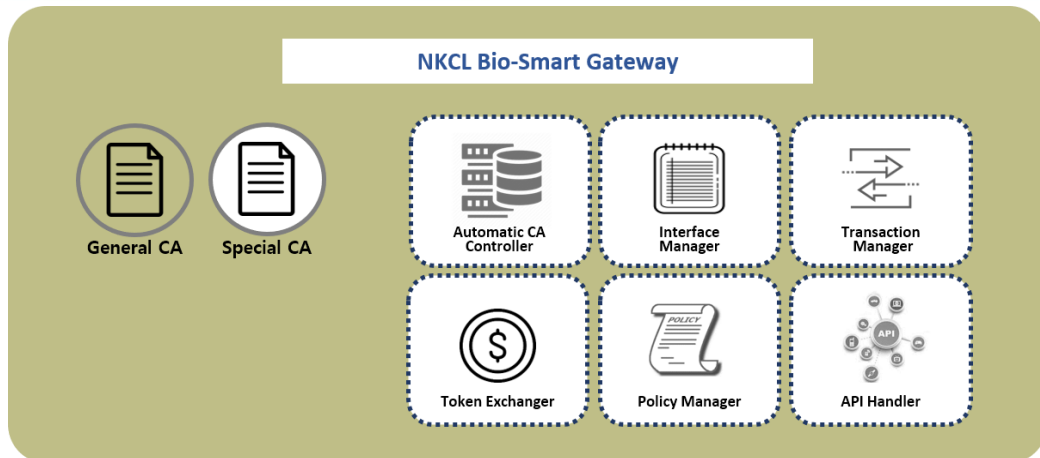 NKCL Bio-Smart Gateway
General CA
Special CA
Automatic CA
Controller
Interface
Manager
Transaction
Manager
POLICY
API
Token Exchanger
Policy Manager
API Handler